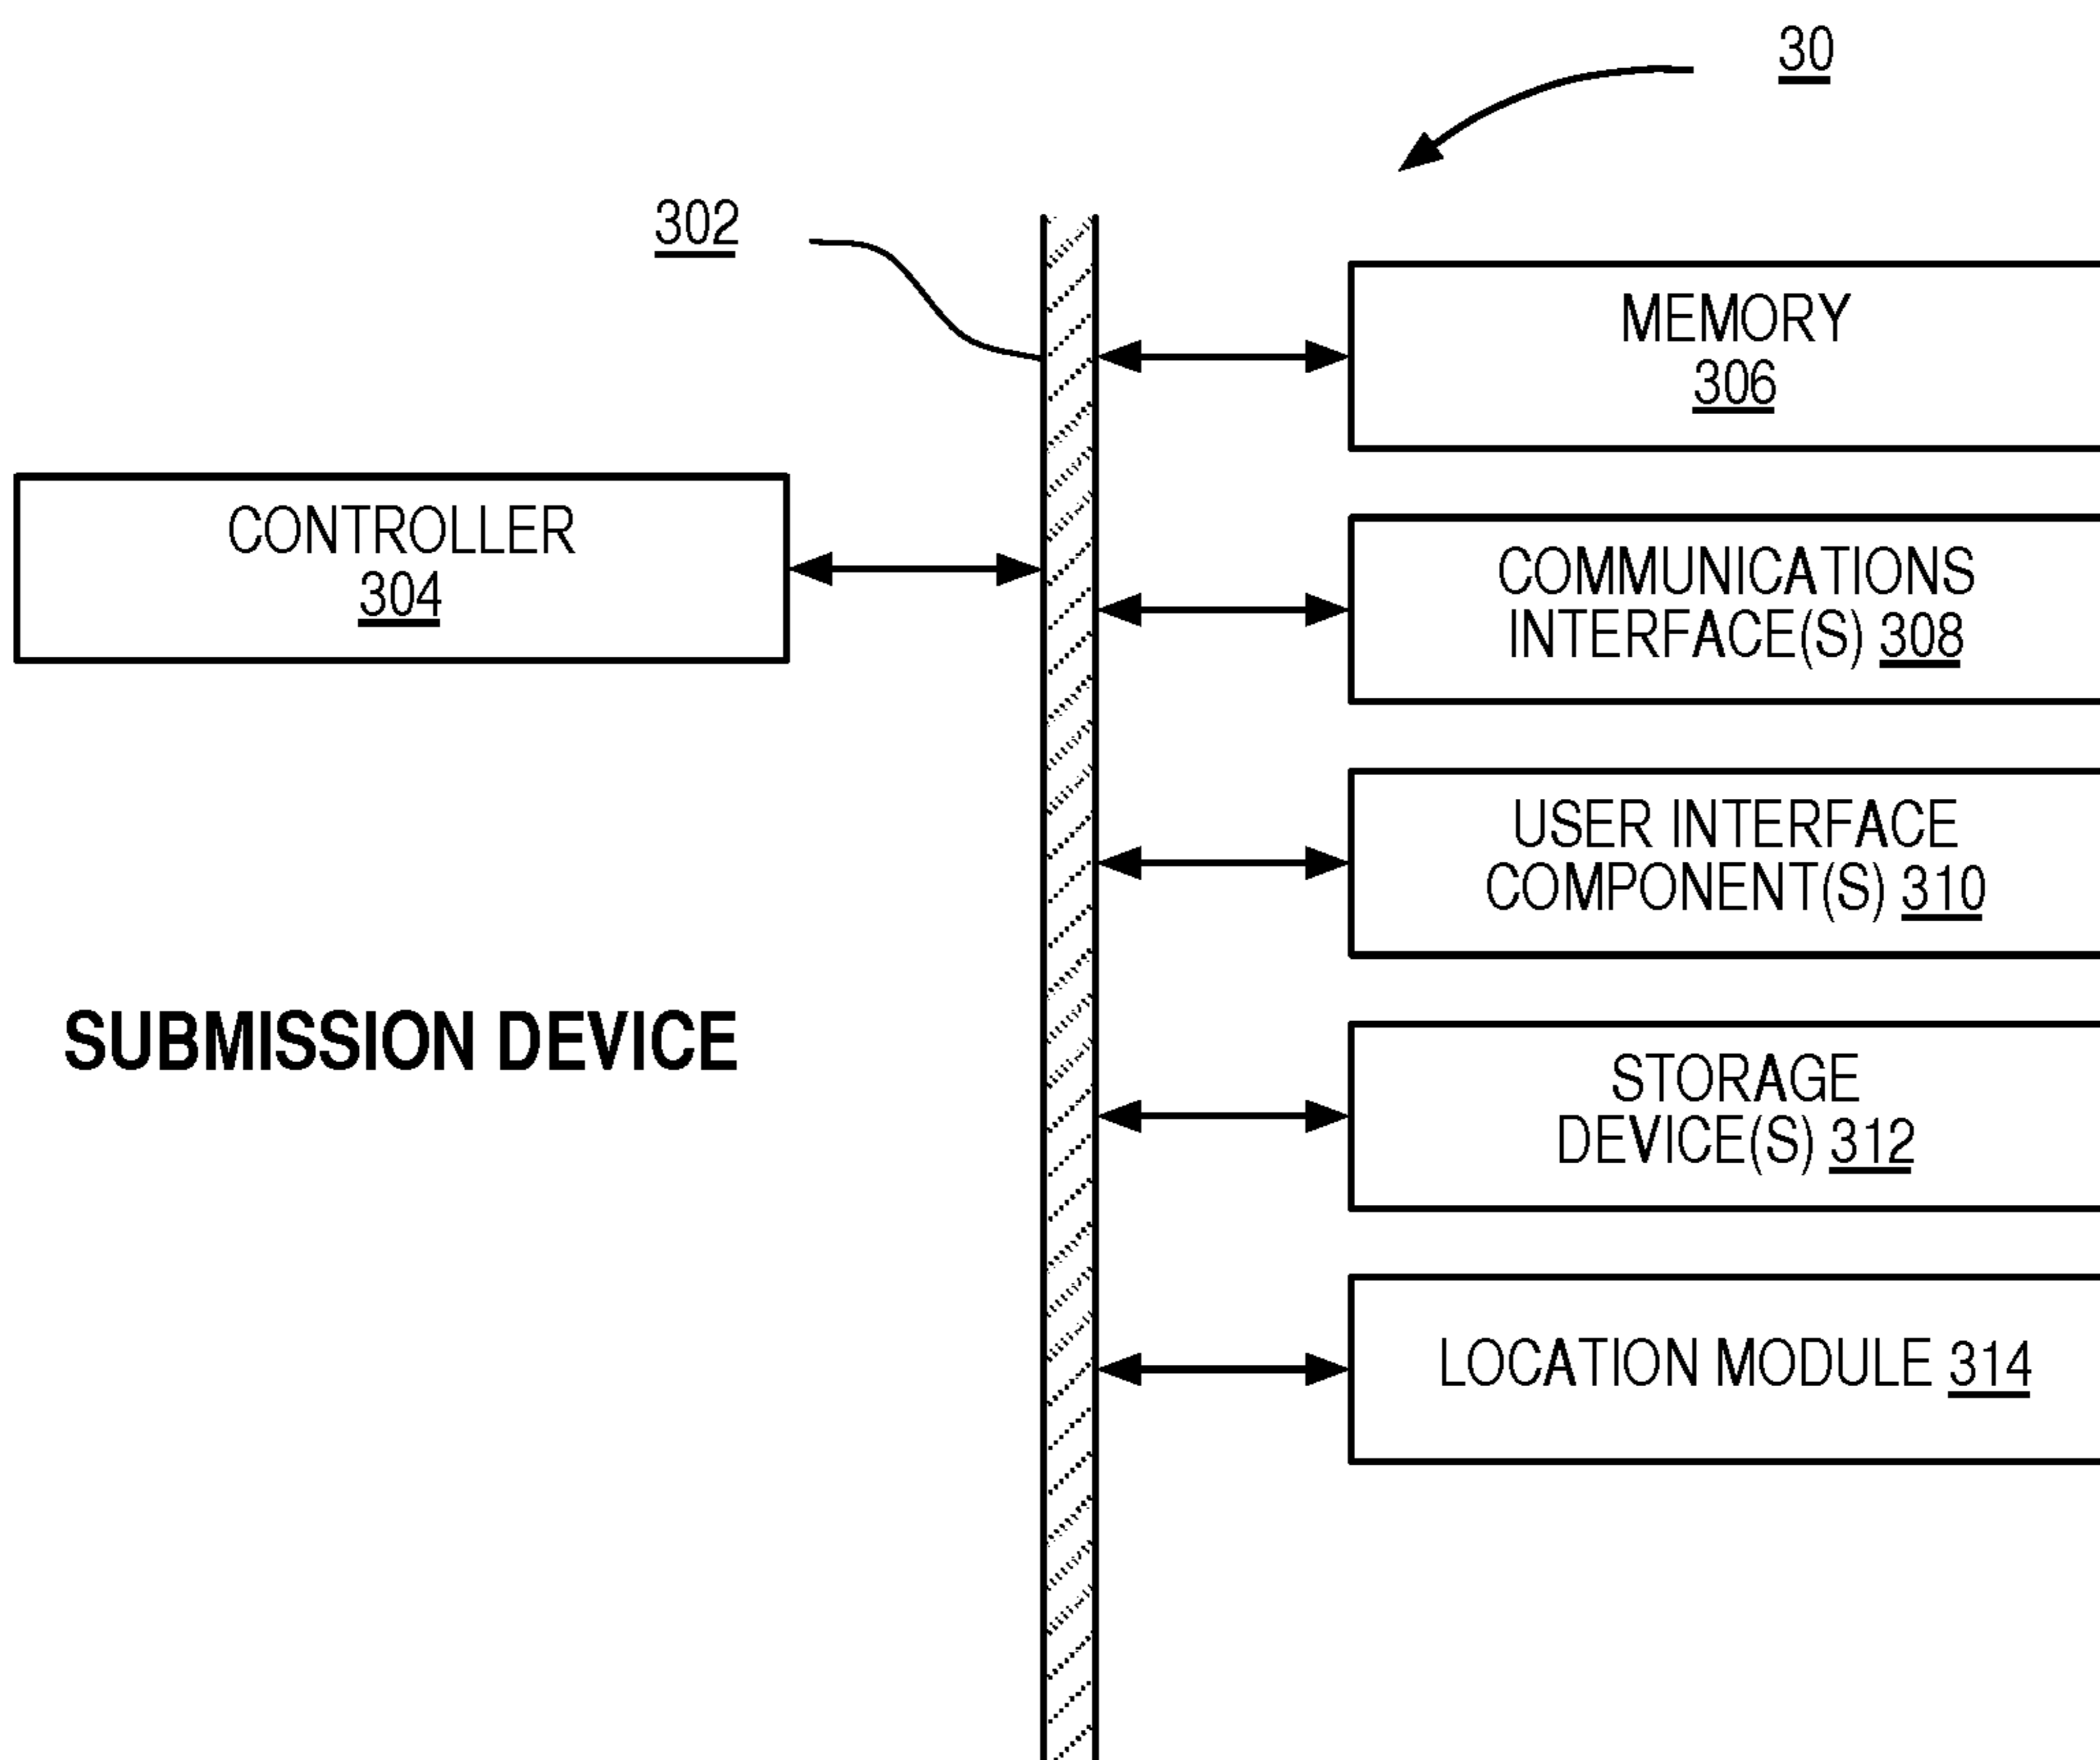 30
302
MEMORY
306
CONTROLLER
304
COMMUNICATIONS
INTERFACE(S) 308
USER INTERFACE
COMPONENT(S) 310
SUBMISSION DEVICE
STORAGE
DEVICE(S) 312
LOCATION MODULE 314